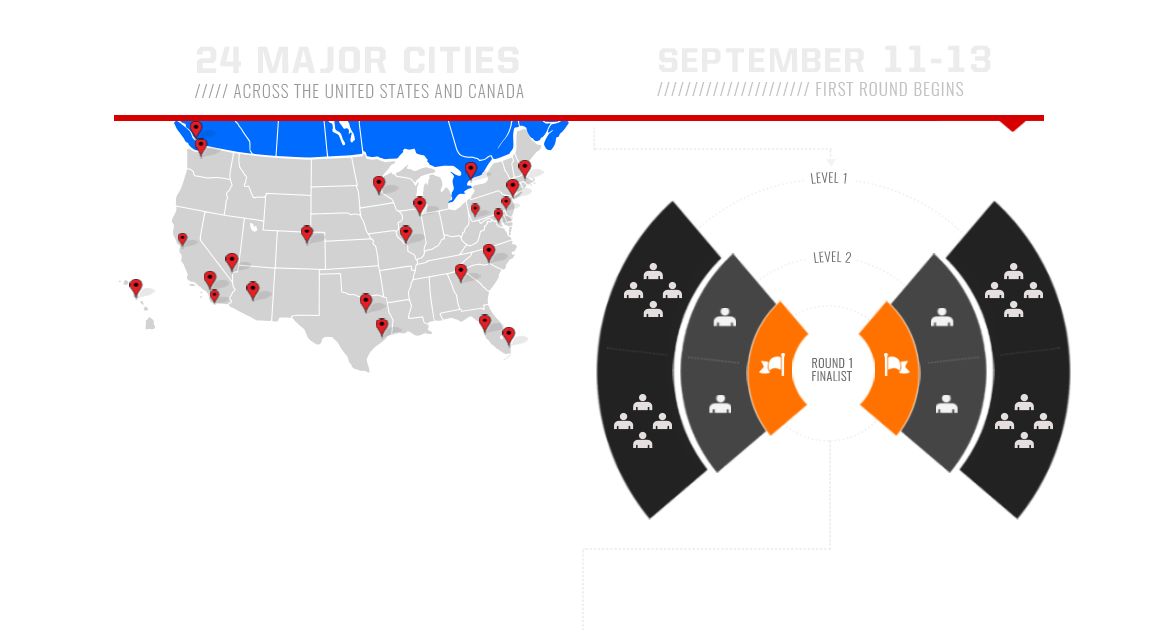 24 MAJOR CITIES
///// ACROSS THE UNITED STATES AND CANADA
SEPTEMBER 11-13
////////////////////// FIRST ROUND BEGINS
LEVEL 1
LEVEL 2
ROUND 1
FINALIST